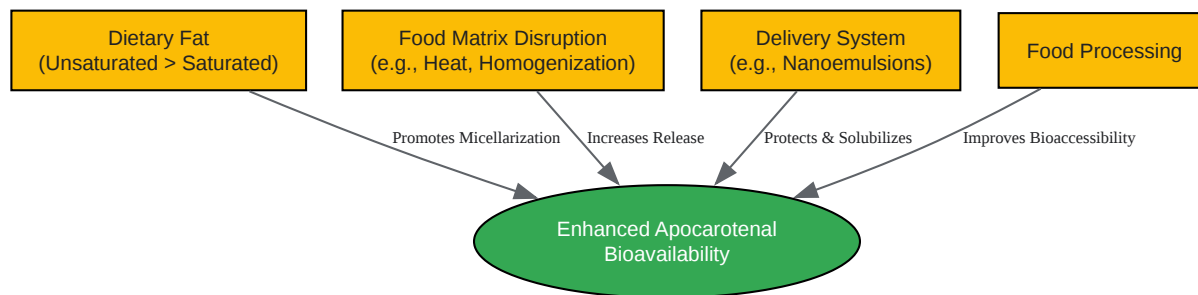 Dietary Fat
(Unsaturated > Saturated)
Food Matrix Disruption
(e.g., Heat, Homogenization)
Delivery System
(e.g., Nanoemulsions)
Food Processing
Promotes Micellarization
Increases Release
Protects & Solubilizes
Improves Bioaccessibility
Enhanced Apocarotenal
Bioavailability